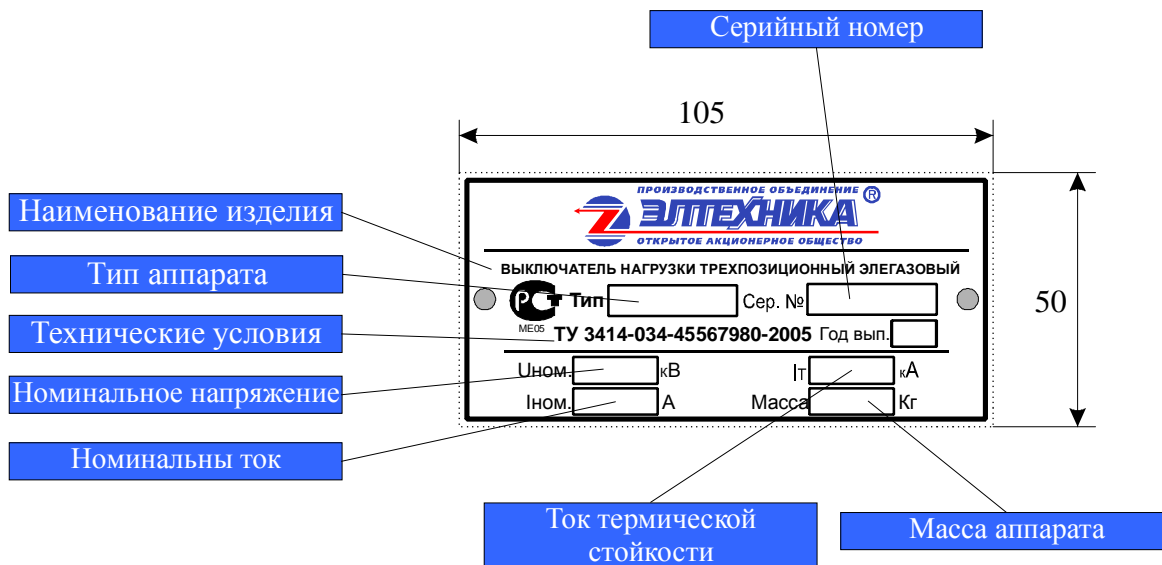 Серийный номер
105
Наименование изделия
ПРОИЗВОДСТВЕННОЕ ОБЪЕДИНЕНИЕ ®
ЭЛТЕХНИКА
ОТКРЫТОЕ АКЦИОНЕРНОЕ ОБЩЕСТВО
Тип аппарата
ВЫКЛЮЧАТЕЛЬ НАГРУЗКИ ТРЕХПОЗИЦИОННЫЙ ЭЛЕГАЗОВЫЙ
РСТ Тип Сер. №
50
Технические условия
МЕ05 ТУ 3414-034-45567980-2005 Год вып.
Номинальное напряжение
Uном. кВ Iт кА
Iном. А Масса Кг
Номинальны ток
Ток термической
стойкости
Масса аппарата